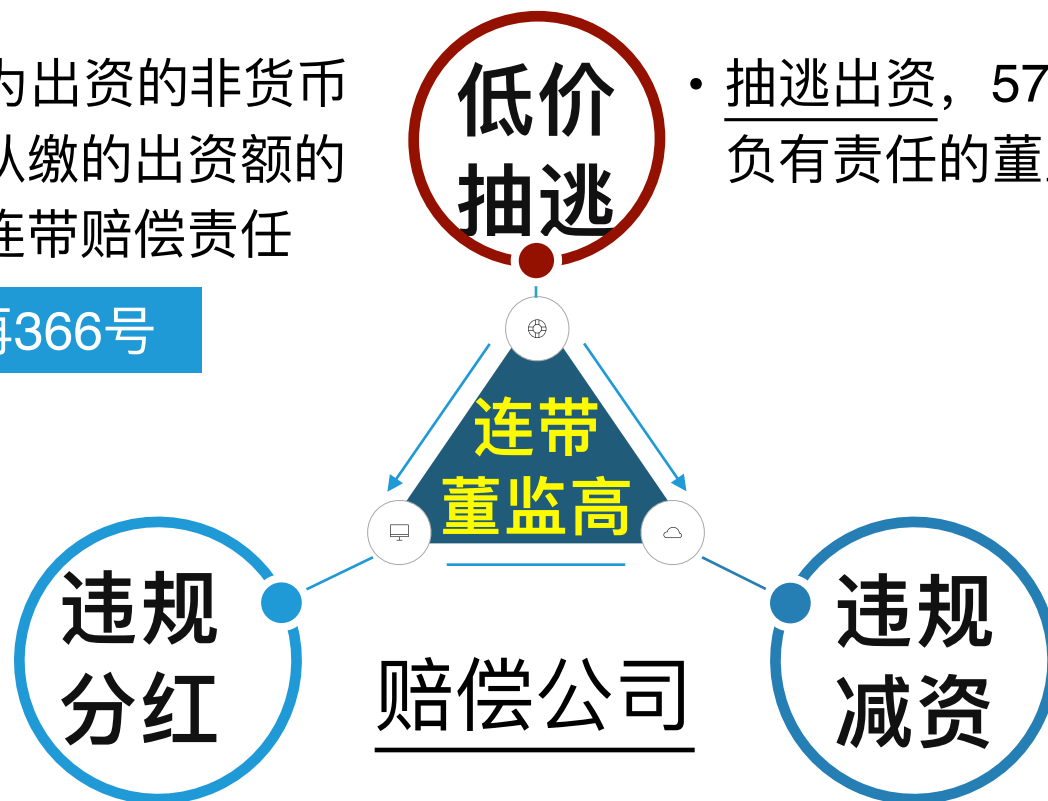 为出资的非货币
认缴的出资额的
连带赔偿责任
再366号
低价
抽逃
• 抽逃出资，57
负有责任的董
连带
董监高
违规
分红
赔偿公司
违规
减资